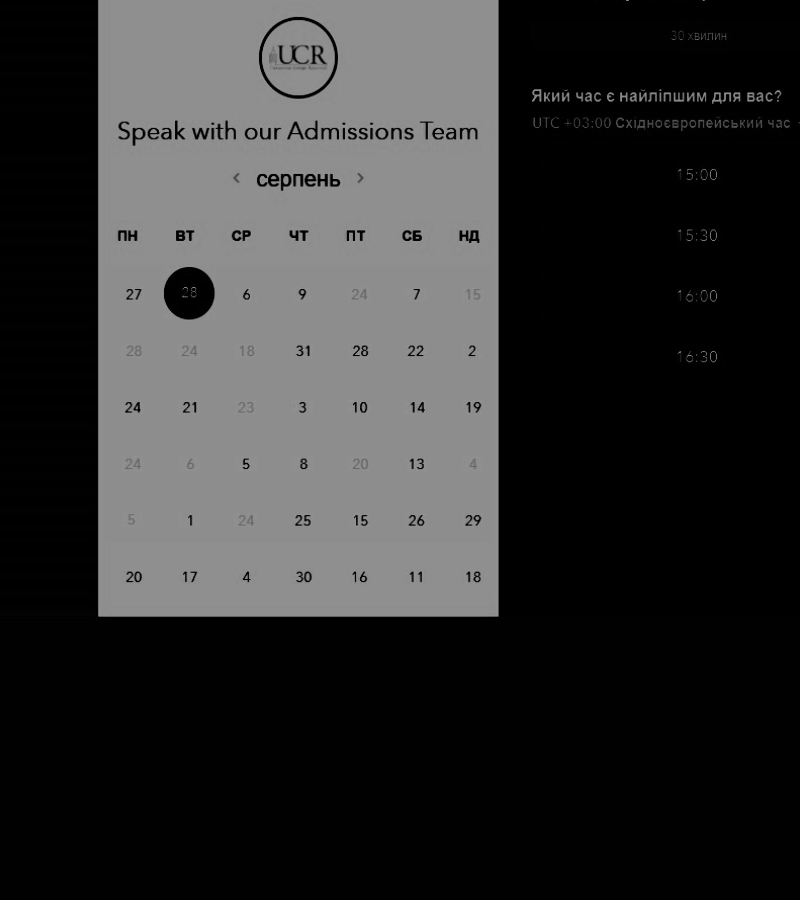 UCR
Speak with our Admissions Team
‹ серпень ›
ПН ВТ СР ЧТ ПТ СБ НД
27 28 6 9 24 7 15
28 24 18 31 28 22 2
24 21 23 3 10 14 19
24 6 5 8 20 13 4
5 1 24 25 15 26 29
20 17 4 30 16 11 18
30 хвилин
Який час є найліпшим для вас?
UTC +03:00 Східноєвропейський час
15:00
15:30
16:00
16:30